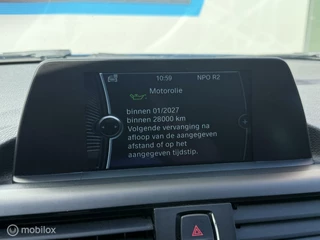 10:59
NPO R2
Motorolie
binnen 01/2027
binnen 28000 km
Volgende vervanging na
afloop van de aangegeven
afstand of op het
aangegeven tijdstip.
Marktplaats